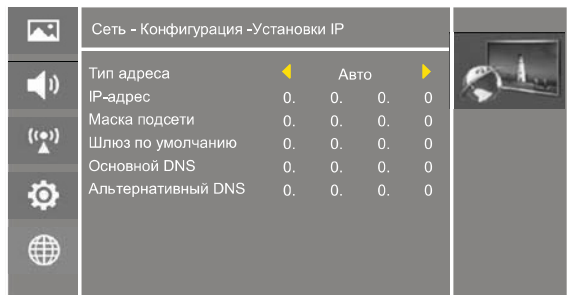 Сеть - Конфигурация -Установки IP
Тип адреса Авто
IP-адрес 0. 0. 0. 0
Маска подсети 0. 0. 0. 0
Шлюз по умолчанию 0. 0. 0. 0
Основной DNS 0. 0. 0. 0
Альтернативный DNS 0. 0. 0. 0